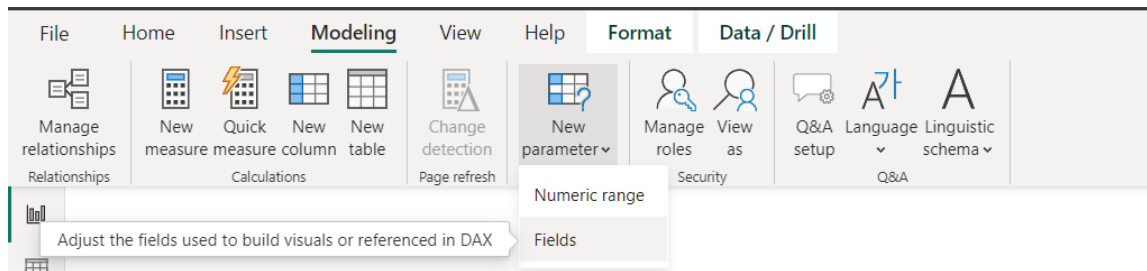 File Home Insert Modeling View Help Format Data / Drill
Manage relationships
New measure
Quick measure
New column
New table
Change detection
New parameter
Manage roles
View as
Q&A setup
A가 Language
A Linguistic schema
Relationships Calculations Page refresh Security Q&A
Numeric range
Adjust the fields used to build visuals or referenced in DAX
Fields